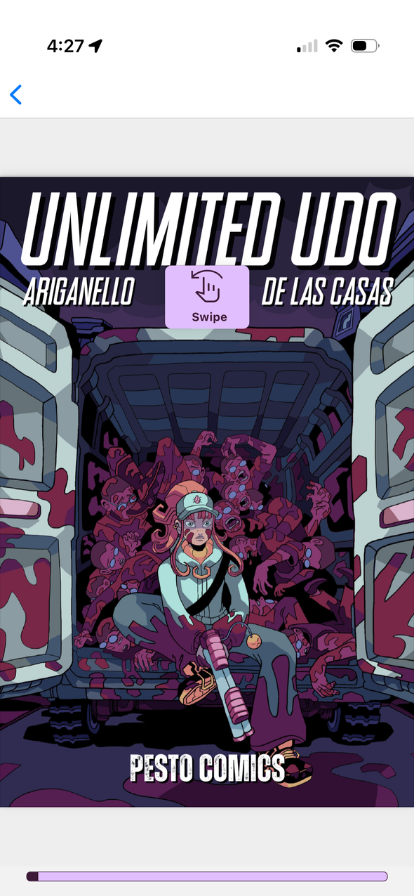 4:27
UNLIMITED UDO
ARIGANELLO DE LAS CASAS
Swipe
PESTO COMICS